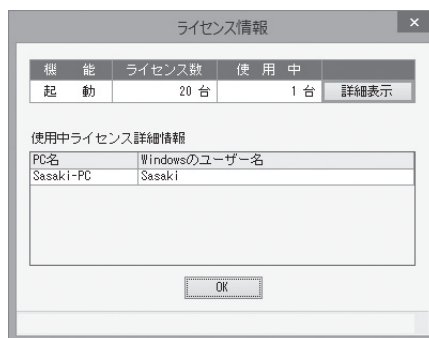 ライセンス情報
機 能 ライセンス数 使 用 中
起 動 20 台 1 台 詳細表示
使用中ライセンス詳細情報
PC名 Windowsのユーザー名
Sasaki-PC Sasaki
OK